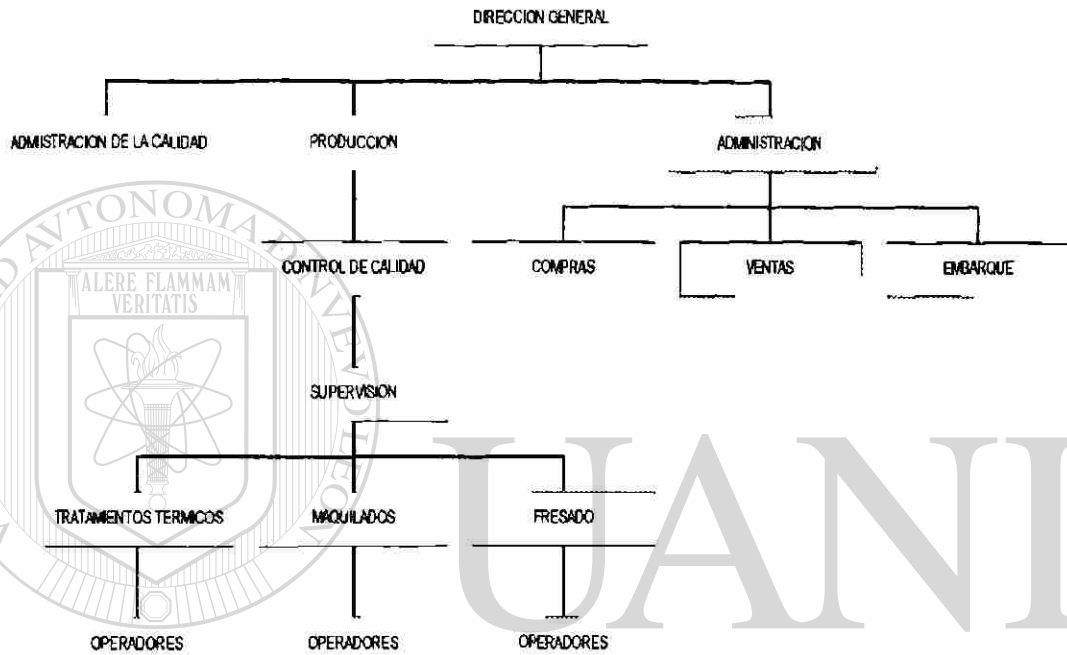 DIRECCION GENERAL
ADMISTRACION DE LA CALIDAD
PRODUCCION
ADMINISTRACION
CONTROL DE CALIDAD
COMPRAS
VENTAS
EMBARQUE
SUPERVISION
TRATAMIENTOS TERMICOS
MAQUILADOS
FRESADO
OPERADORES
OPERADORES
OPERADORES
ALERE FLAMMAM
VERITATIS
UANL